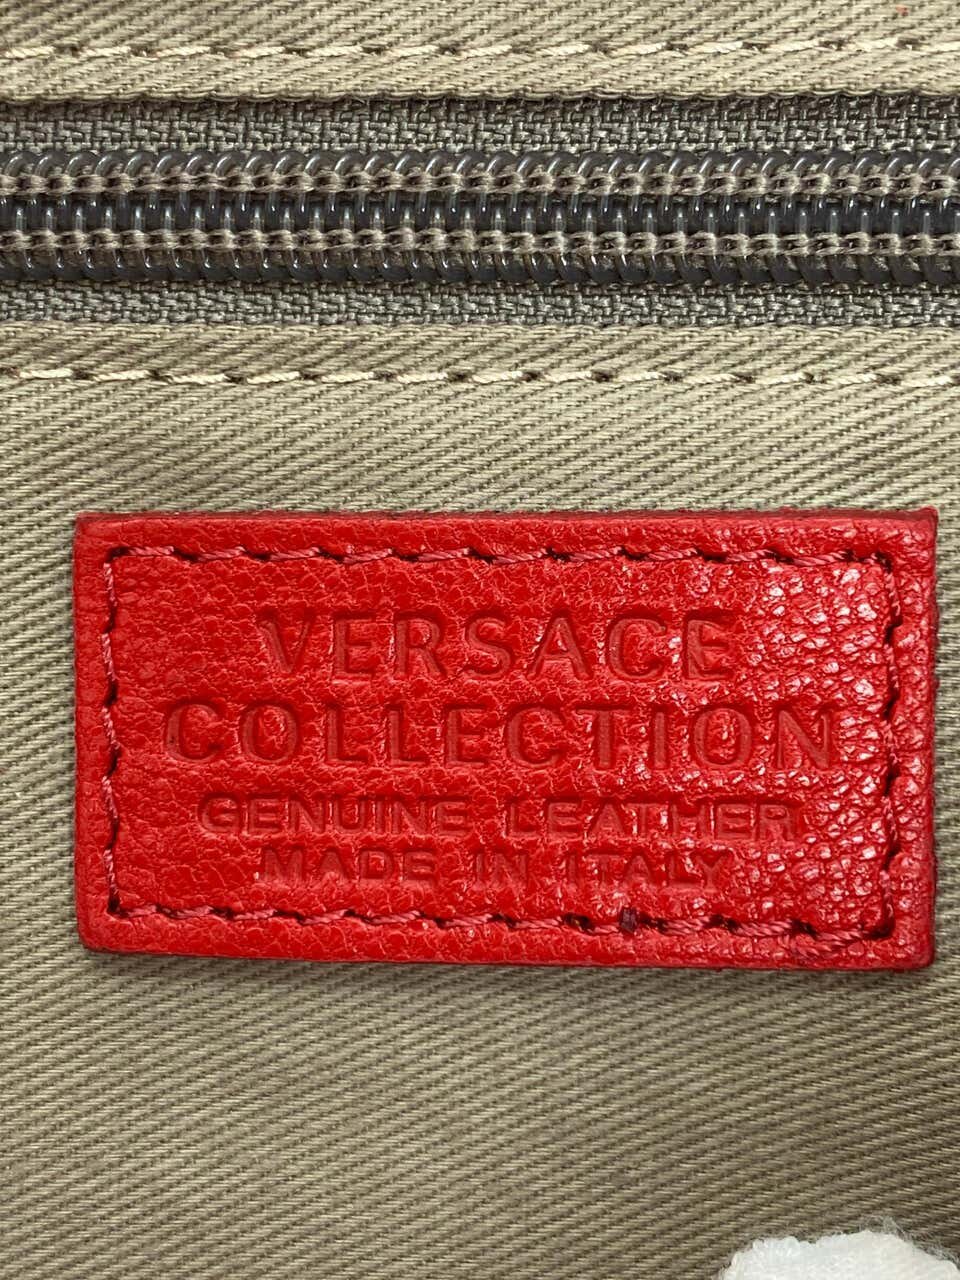 VERSACE
COLLECTION
GENUINE LEATHER
MADE IN ITALY